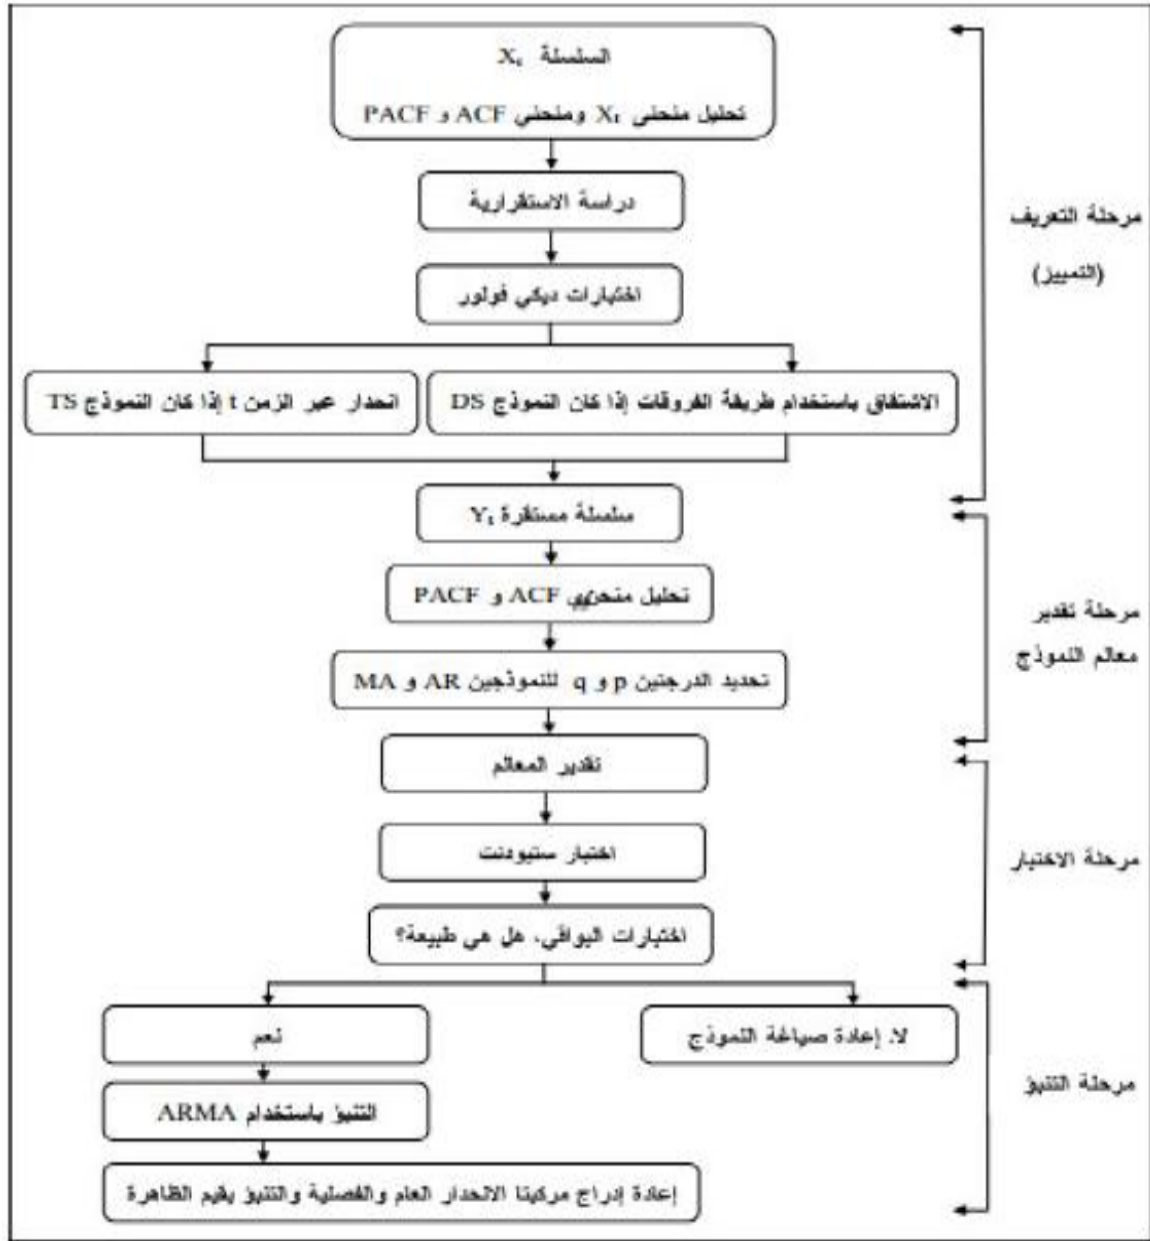 السلسلة Xt
تحليل منحنى Xt ومنحنى ACF و PACF
دراسة الاستقرارية
اختبارات ديكي فولور
الاشتقاق باستخدام طريقة الفروقات إذا كان النموذج DS
انحدار عبر الزمن t إذا كان النموذج TS
مرحلة التعريف
(التمييز)
سلسلة مستقرة Yt
تحليل ACF و PACF
تحديد الدرجتين p و q للنموذجين AR و MA
مرحلة تقدير
معالم النموذج
تقدير المعالم
اختبار ستيودنت
اختبارات البواقي، هل هي طبيعة؟
مرحلة الاختبار
لا. إعادة صياغة النموذج
نعم
التنبؤ باستخدام ARMA
إعادة إدراج مركبتا الانحدار العام والفصلية والتنبؤ بقيم الظاهرة
مرحلة التنبؤ